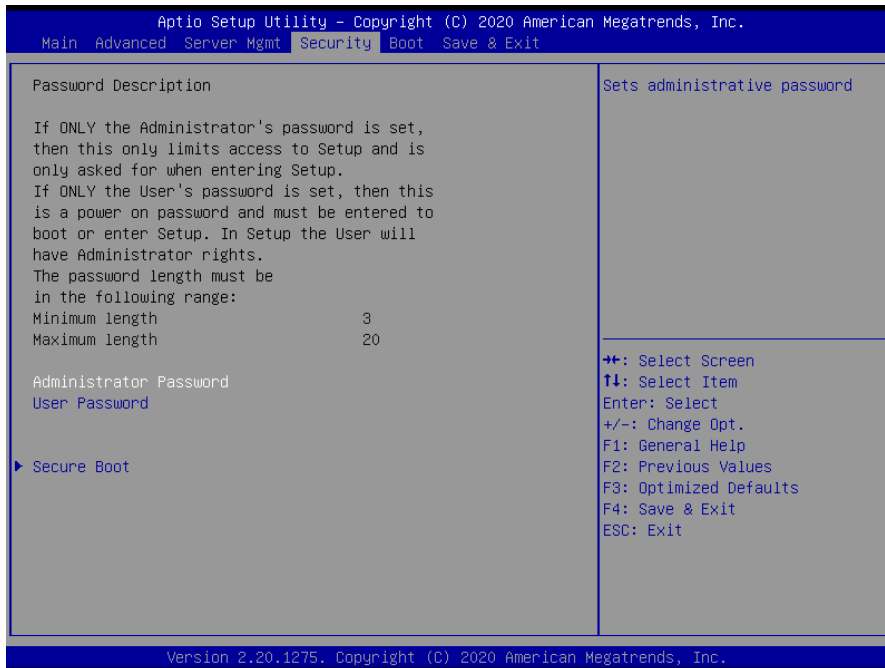 Aptio Setup Utility – Copyright (C) 2020 American Megatrends, Inc.
Main Advanced Server Mgmt Security Boot Save & Exit
Password Description
If ONLY the Administrator's password is set,
then this only limits access to Setup and is
only asked for when entering Setup.
If ONLY the User's password is set, then this
is a power on password and must be entered to
boot or enter Setup. In Setup the User will
have Administrator rights.
The password length must be
in the following range:
Minimum length 3
Maximum length 20
Administrator Password
User Password
Secure Boot
Sets administrative password
→←: Select Screen
↑↓: Select Item
Enter: Select
+/-: Change Opt.
F1: General Help
F2: Previous Values
F3: Optimized Defaults
F4: Save & Exit
ESC: Exit
Version 2.20.1275. Copyright (C) 2020 American Megatrends, Inc.